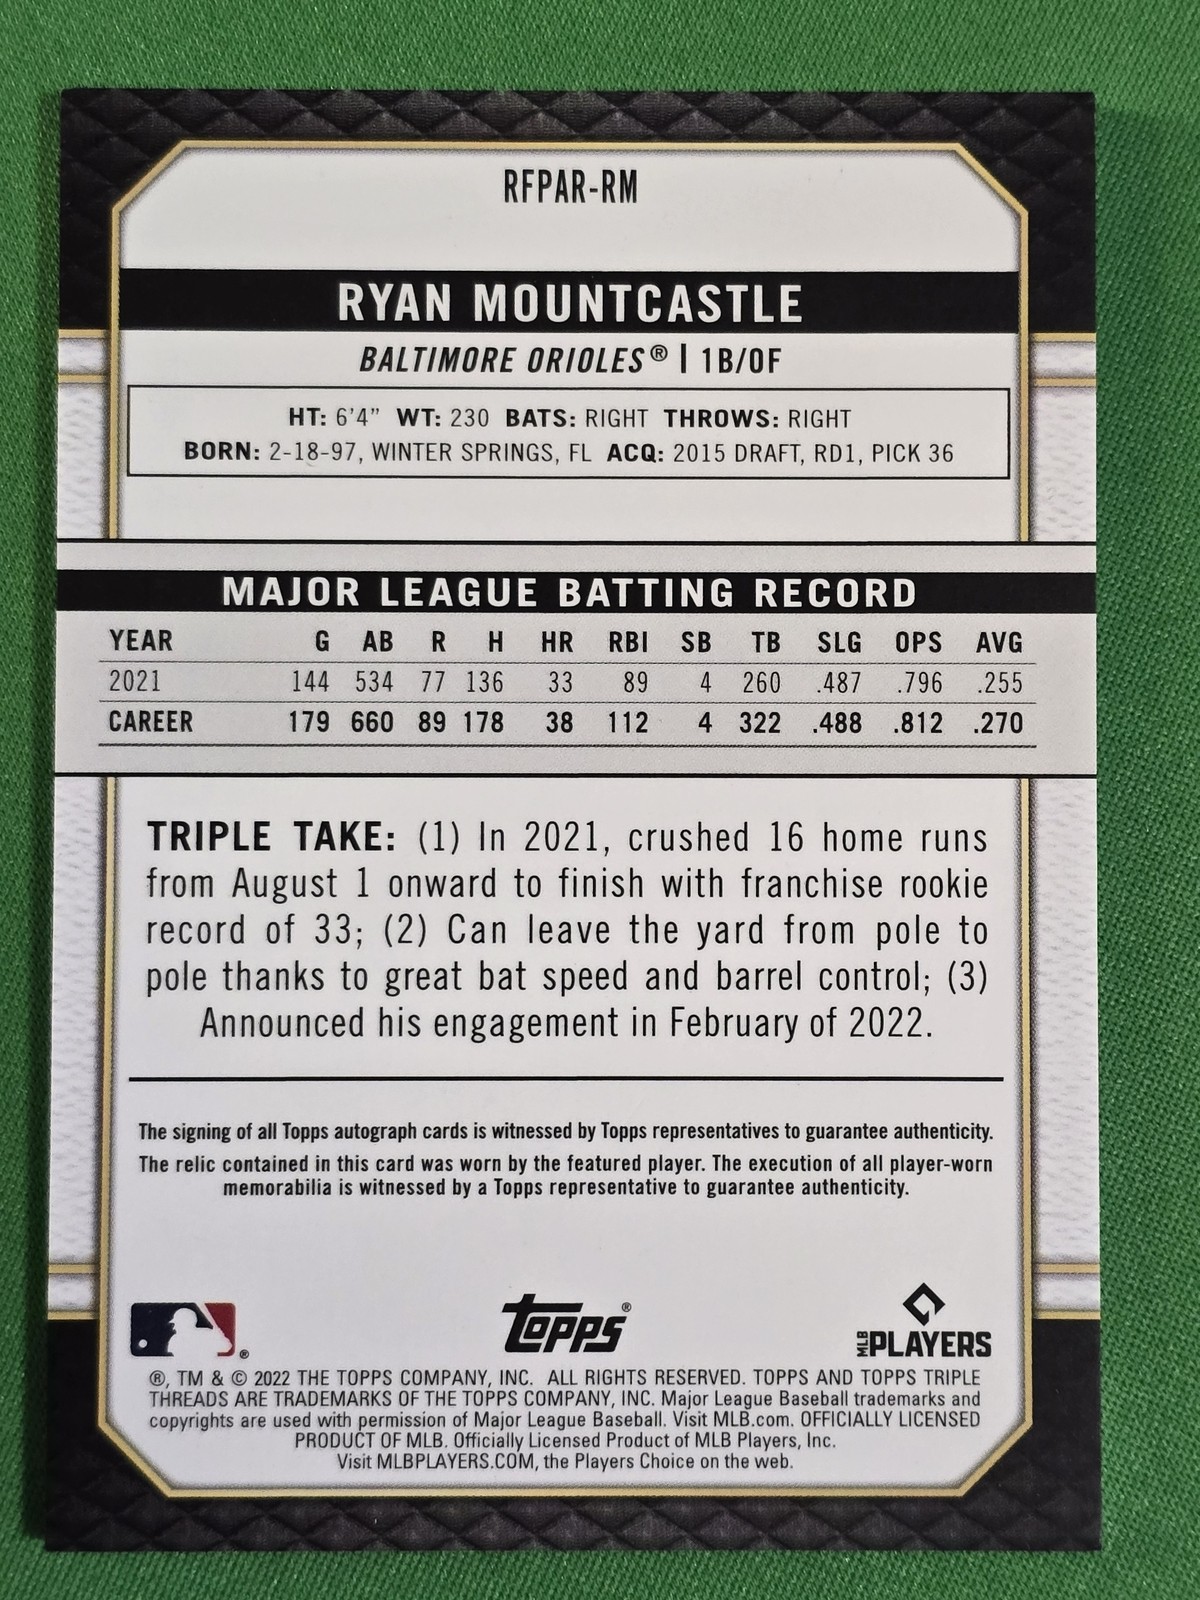 RFPAR-RM
RYAN MOUNTCASTLE
BALTIMORE ORIOLES® | 1B/OF
HT: 6'4" WT: 230 BATS: RIGHT THROWS: RIGHT
BORN: 2-18-97, WINTER SPRINGS, FL ACQ: 2015 DRAFT, RD1, PICK 36
MAJOR LEAGUE BATTING RECORD
YEAR G AB R H HR RBI SB TB SLG OPS AVG
2021 144 534 77 136 33 89 4 260 .487 .796 .255
CAREER 179 660 89 178 38 112 4 322 .488 .812 .270
TRIPLE TAKE: (1) In 2021, crushed 16 home runs
from August 1 onward to finish with franchise rookie
record of 33; (2) Can leave the yard from pole to
pole thanks to great bat speed and barrel control; (3)
Announced his engagement in February of 2022.
The signing of all Topps autograph cards is witnessed by Topps representatives to guarantee authenticity.
The relic contained in this card was worn by the featured player. The execution of all player-worn
memorabilia is witnessed by a Topps representative to guarantee authenticity.
®
Topps®
MLB PLAYERS
®, TM & © 2022 THE TOPPS COMPANY, INC. ALL RIGHTS RESERVED. TOPPS AND TOPPS TRIPLE
THREADS ARE TRADEMARKS OF THE TOPPS COMPANY, INC. Major League Baseball trademarks and
copyrights are used with permission of Major League Baseball. Visit MLB.com. OFFICIALLY LICENSED
PRODUCT OF MLB. Officially Licensed Product of MLB Players, Inc.
Visit MLBPLAYERS.COM, the Players Choice on the web.